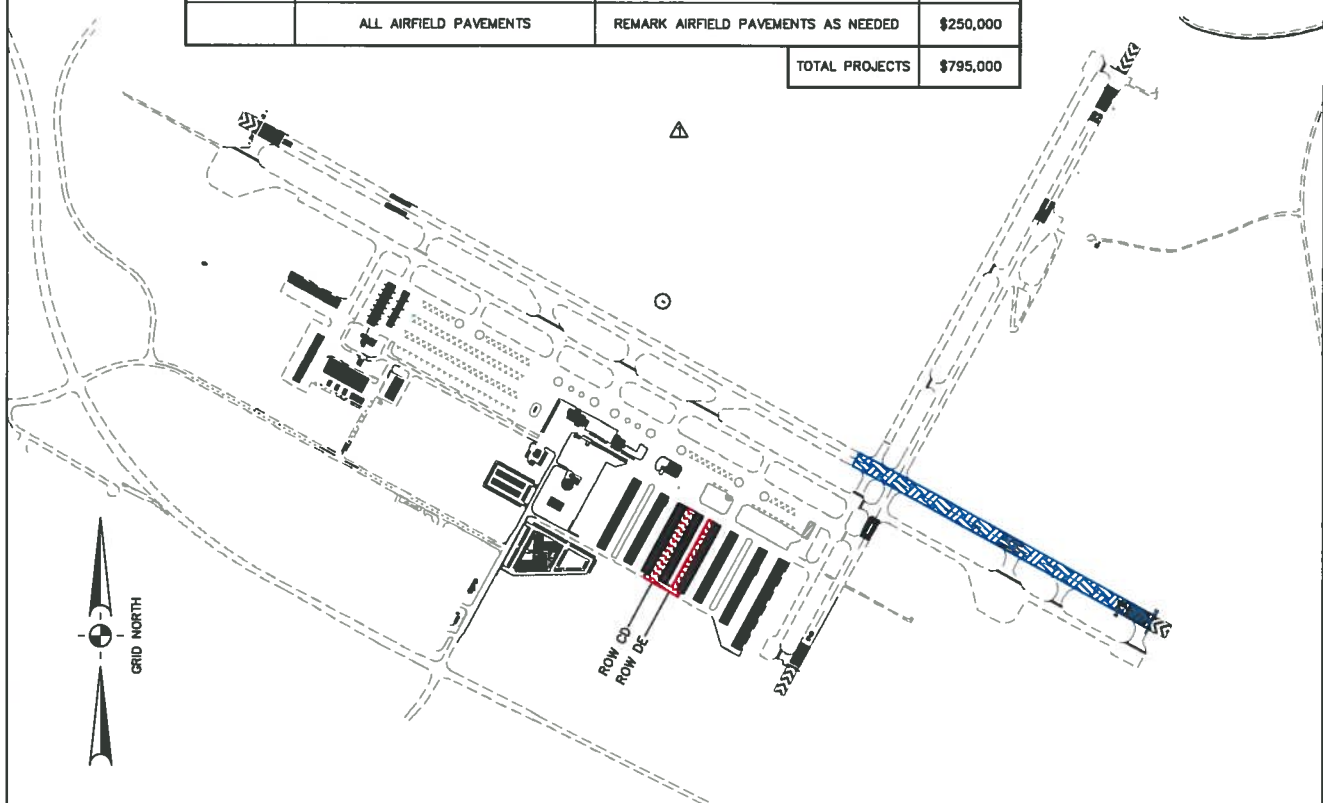 ALL AIRFIELD PAVEMENTS REMARK AIRFIELD PAVEMENTS AS NEEDED $250,000
TOTAL PROJECTS $795,000
GRID NORTH
ROW CD
ROW DE